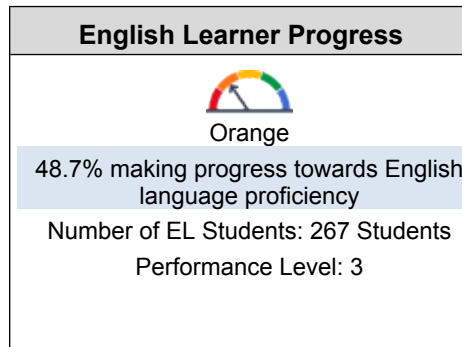 English Learner Progress
Orange
48.7% making progress towards English
language proficiency
Number of EL Students: 267 Students
Performance Level: 3